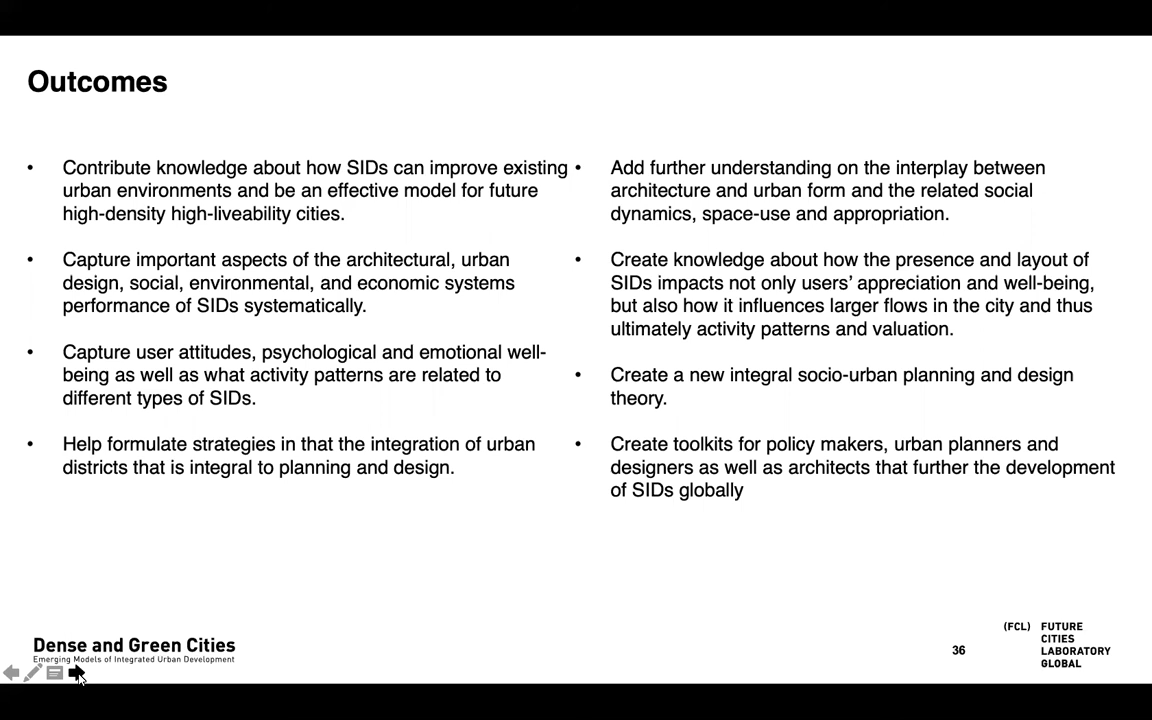 Outcomes
• Contribute knowledge about how SIDs can improve existing
urban environments and be an effective model for future
high-density high-liveability cities.
• Capture important aspects of the architectural, urban
design, social, environmental, and economic systems
performance of SIDs systematically.
• Capture user attitudes, psychological and emotional well-
being as well as what activity patterns are related to
different types of SIDs.
• Help formulate strategies in that the integration of urban
districts that is integral to planning and design.
• Add further understanding on the interplay between
architecture and urban form and the related social
dynamics, space-use and appropriation.
• Create knowledge about how the presence and layout of
SIDs impacts not only users’ appreciation and well-being,
but also how it influences larger flows in the city and thus
ultimately activity patterns and valuation.
• Create a new integral socio-urban planning and design
theory.
• Create toolkits for policy makers, urban planners and
designers as well as architects that further the development
of SIDs globally
Dense and Green Cities
Emerging Models of Integrated Urban Development
36
(FCL) FUTURE
CITIES
LABORATORY
GLOBAL